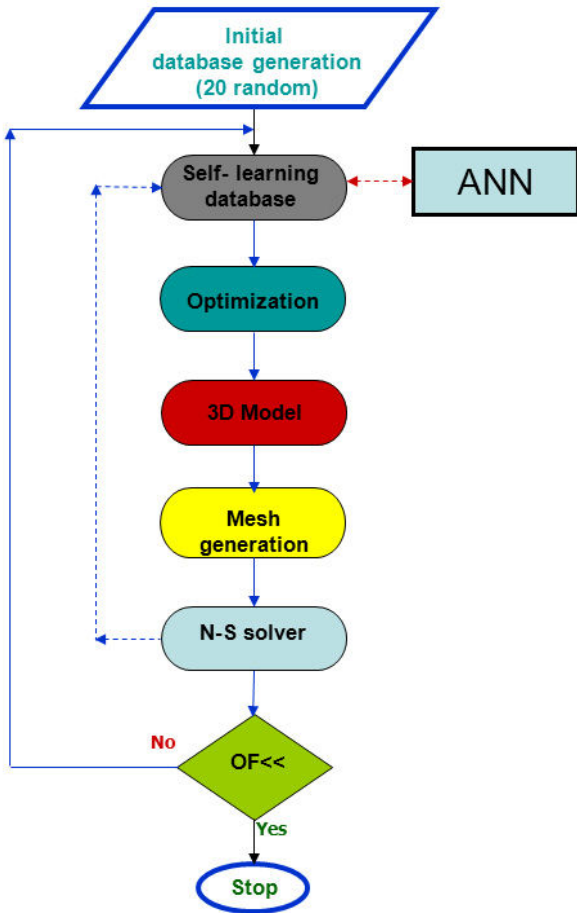 Initial
database generation
(20 random)
Self- learning
database
ANN
Optimization
3D Model
Mesh
generation
N-S solver
No
OF<<
Yes
Stop